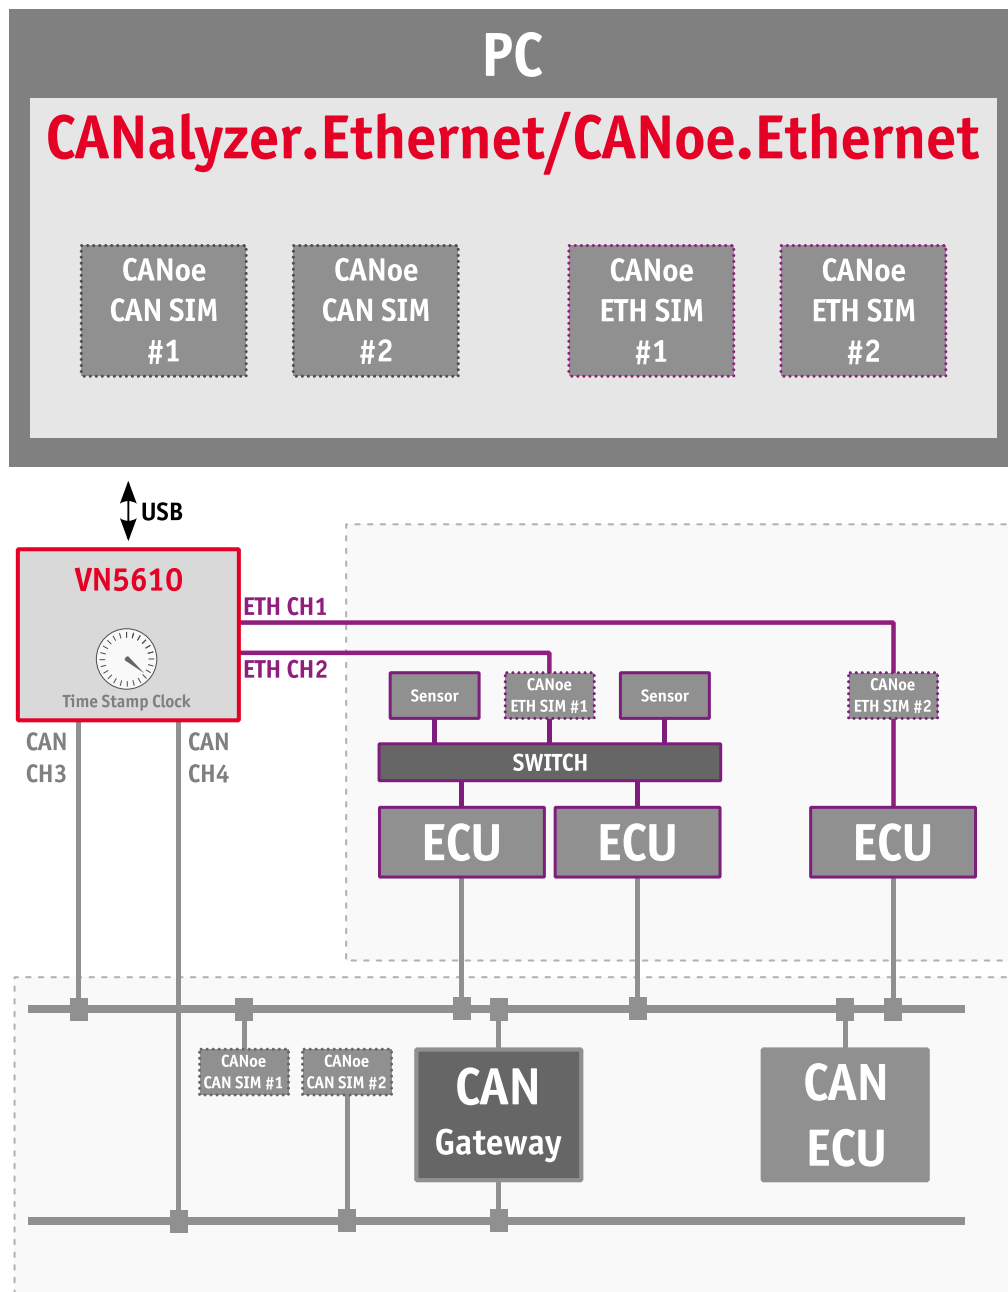 PC
CANalyzer.Ethernet/CANoe.Ethernet
CANoe
CAN SIM
#1
CANoe
CAN SIM
#2
CANoe
ETH SIM
#1
CANoe
ETH SIM
#2
USB
VN5610
Time Stamp Clock
ETH CH1
ETH CH2
CAN
CH3
CAN
CH4
Sensor
CANoe
ETH SIM #1
Sensor
CANoe
ETH SIM #2
SWITCH
ECU
ECU
ECU
CANoe
CAN SIM #1
CANoe
CAN SIM #2
CAN
Gateway
CAN
ECU